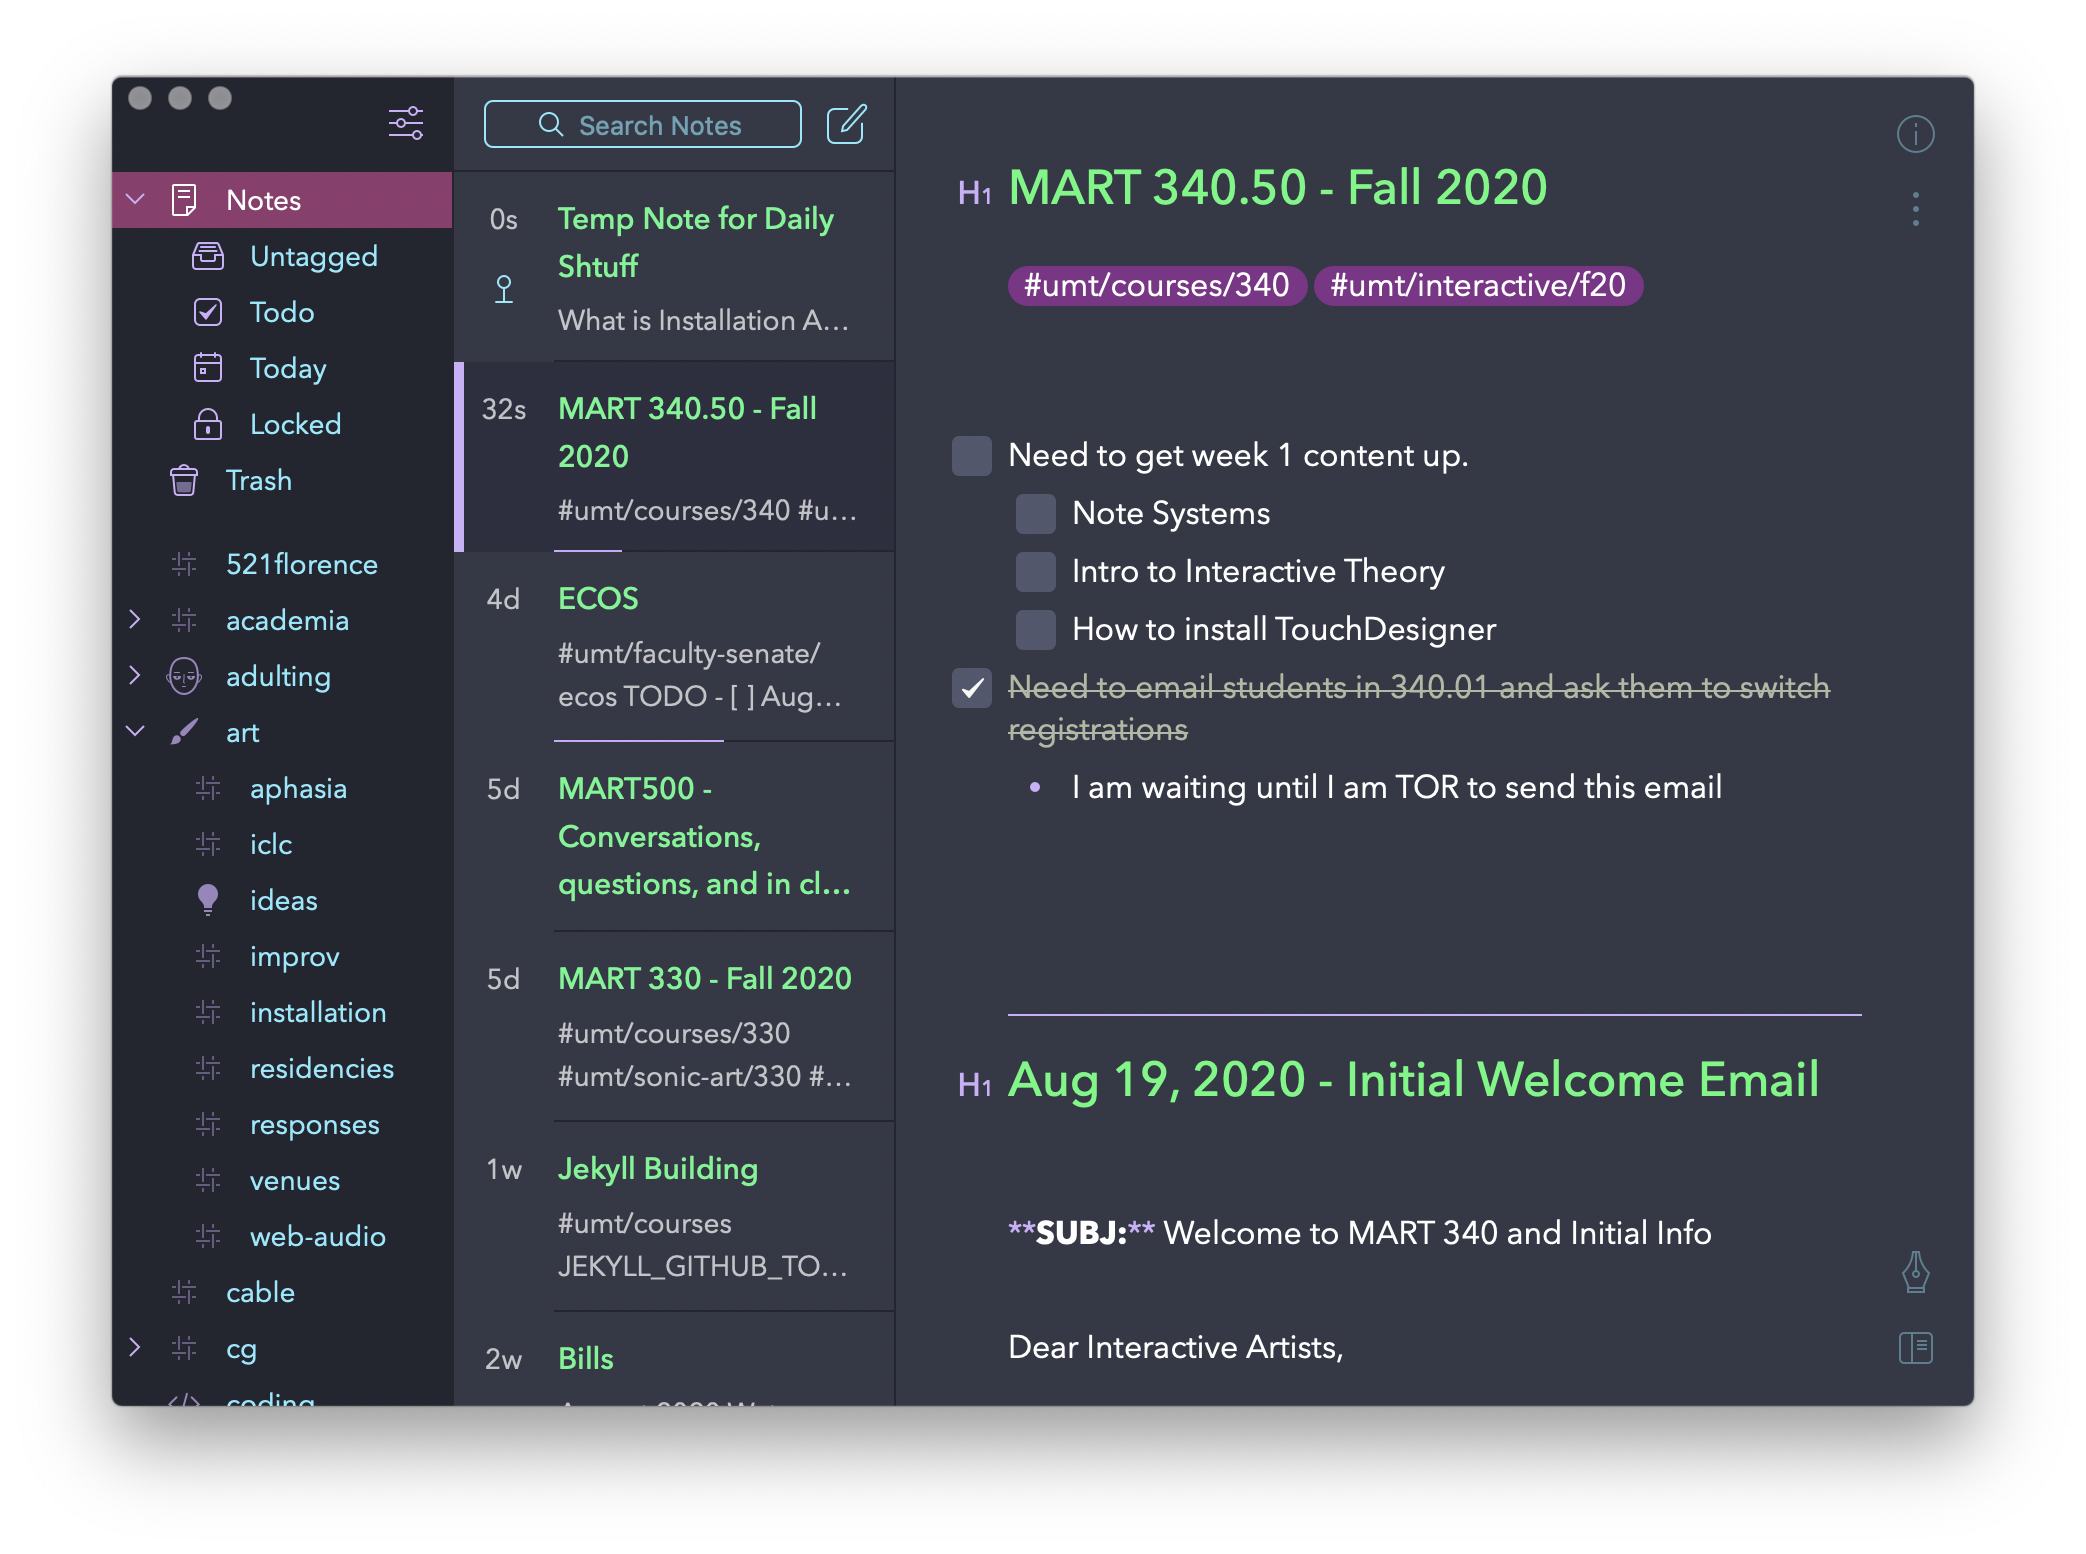 Notes
Untagged
Todo
Today
Locked
Trash
521florence
academia
adulting
art
aphasia
iclc
ideas
improv
installation
residencies
responses
venues
web-audio
cable
cg
coding
Search Notes
0s
Temp Note for Daily
Shtuff
What is Installation A...
32s
MART 340.50 - Fall
2020
#umt/courses/340 #u...
4d
ECOS
#umt/faculty-senate/
ecos TODO - [ ] Aug...
5d
MART500 -
Conversations,
questions, and in cl...
5d
MART 330 - Fall 2020
#umt/courses/330
#umt/sonic-art/330 #...
1w
Jekyll Building
#umt/courses
JEKYLL_GITHUB_TO...
2w
Bills
H1 MART 340.50 - Fall 2020
#umt/courses/340 #umt/interactive/f20
Need to get week 1 content up.
Note Systems
Intro to Interactive Theory
How to install TouchDesigner
Need to email students in 340.01 and ask them to switch
registrations
• I am waiting until I am TOR to send this email
H1 Aug 19, 2020 - Initial Welcome Email
**SUBJ:** Welcome to MART 340 and Initial Info
Dear Interactive Artists,